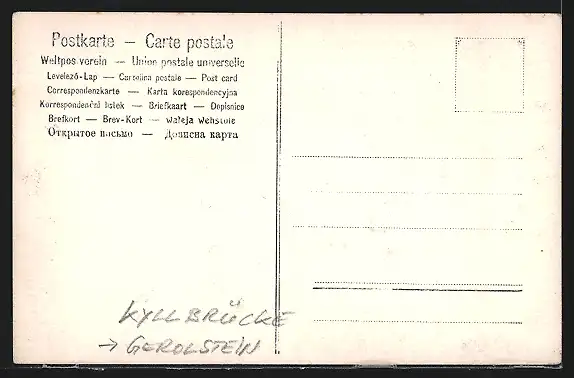 Postkarte — Carte postale
Weltpostverein — Union postale universelle
Levelező-Lap — Cartolina postale — Post card
Correspondenzkarte — Karta korespondencyjna
Korrespondenční lístek — Briefkaart — Dopisnice
Brefkort — Brev-Kort — Waleja Wehstule
Открытое письмо — Дописна карта
KYLLBRÜCKE
→ GEROLSTEIN